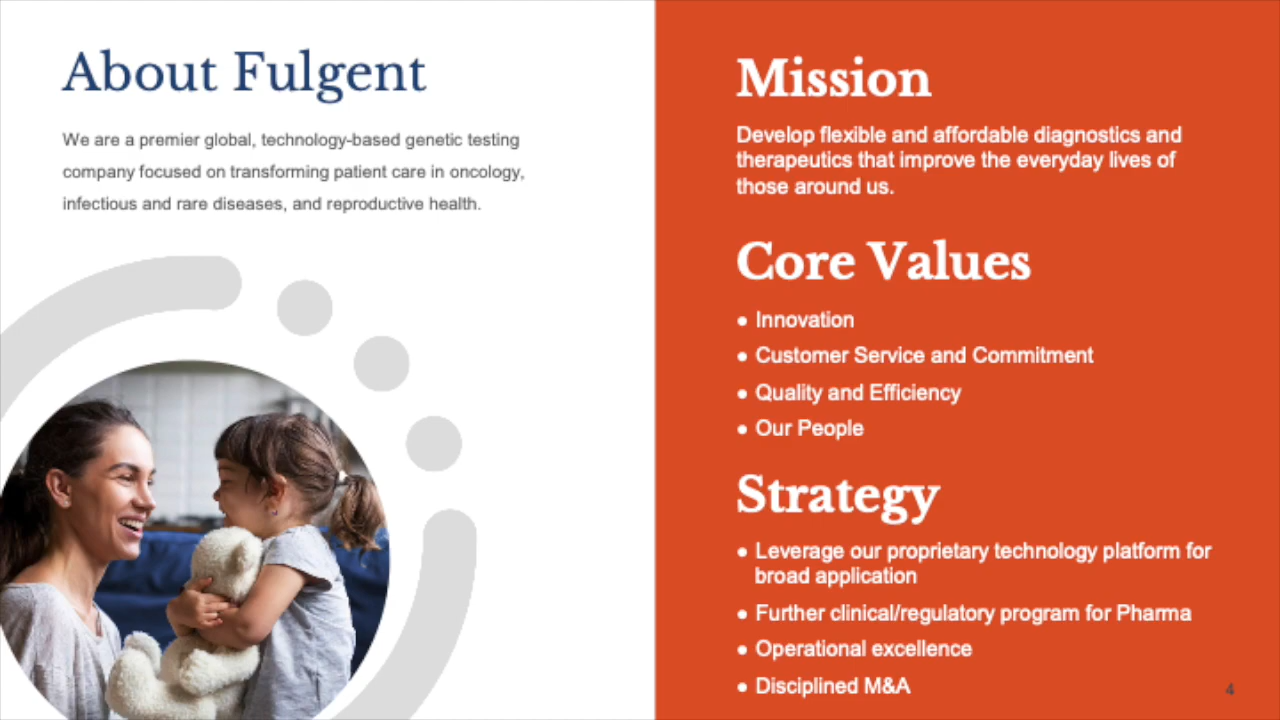 About Fulgent
We are a premier global, technology-based genetic testing
company focused on transforming patient care in oncology,
infectious and rare diseases, and reproductive health.
Mission
Develop flexible and affordable diagnostics and
therapeutics that improve the everyday lives of
those around us.
Core Values
● Innovation
● Customer Service and Commitment
● Quality and Efficiency
● Our People
Strategy
● Leverage our proprietary technology platform for
broad application
● Further clinical/regulatory program for Pharma
● Operational excellence
● Disciplined M&A
4